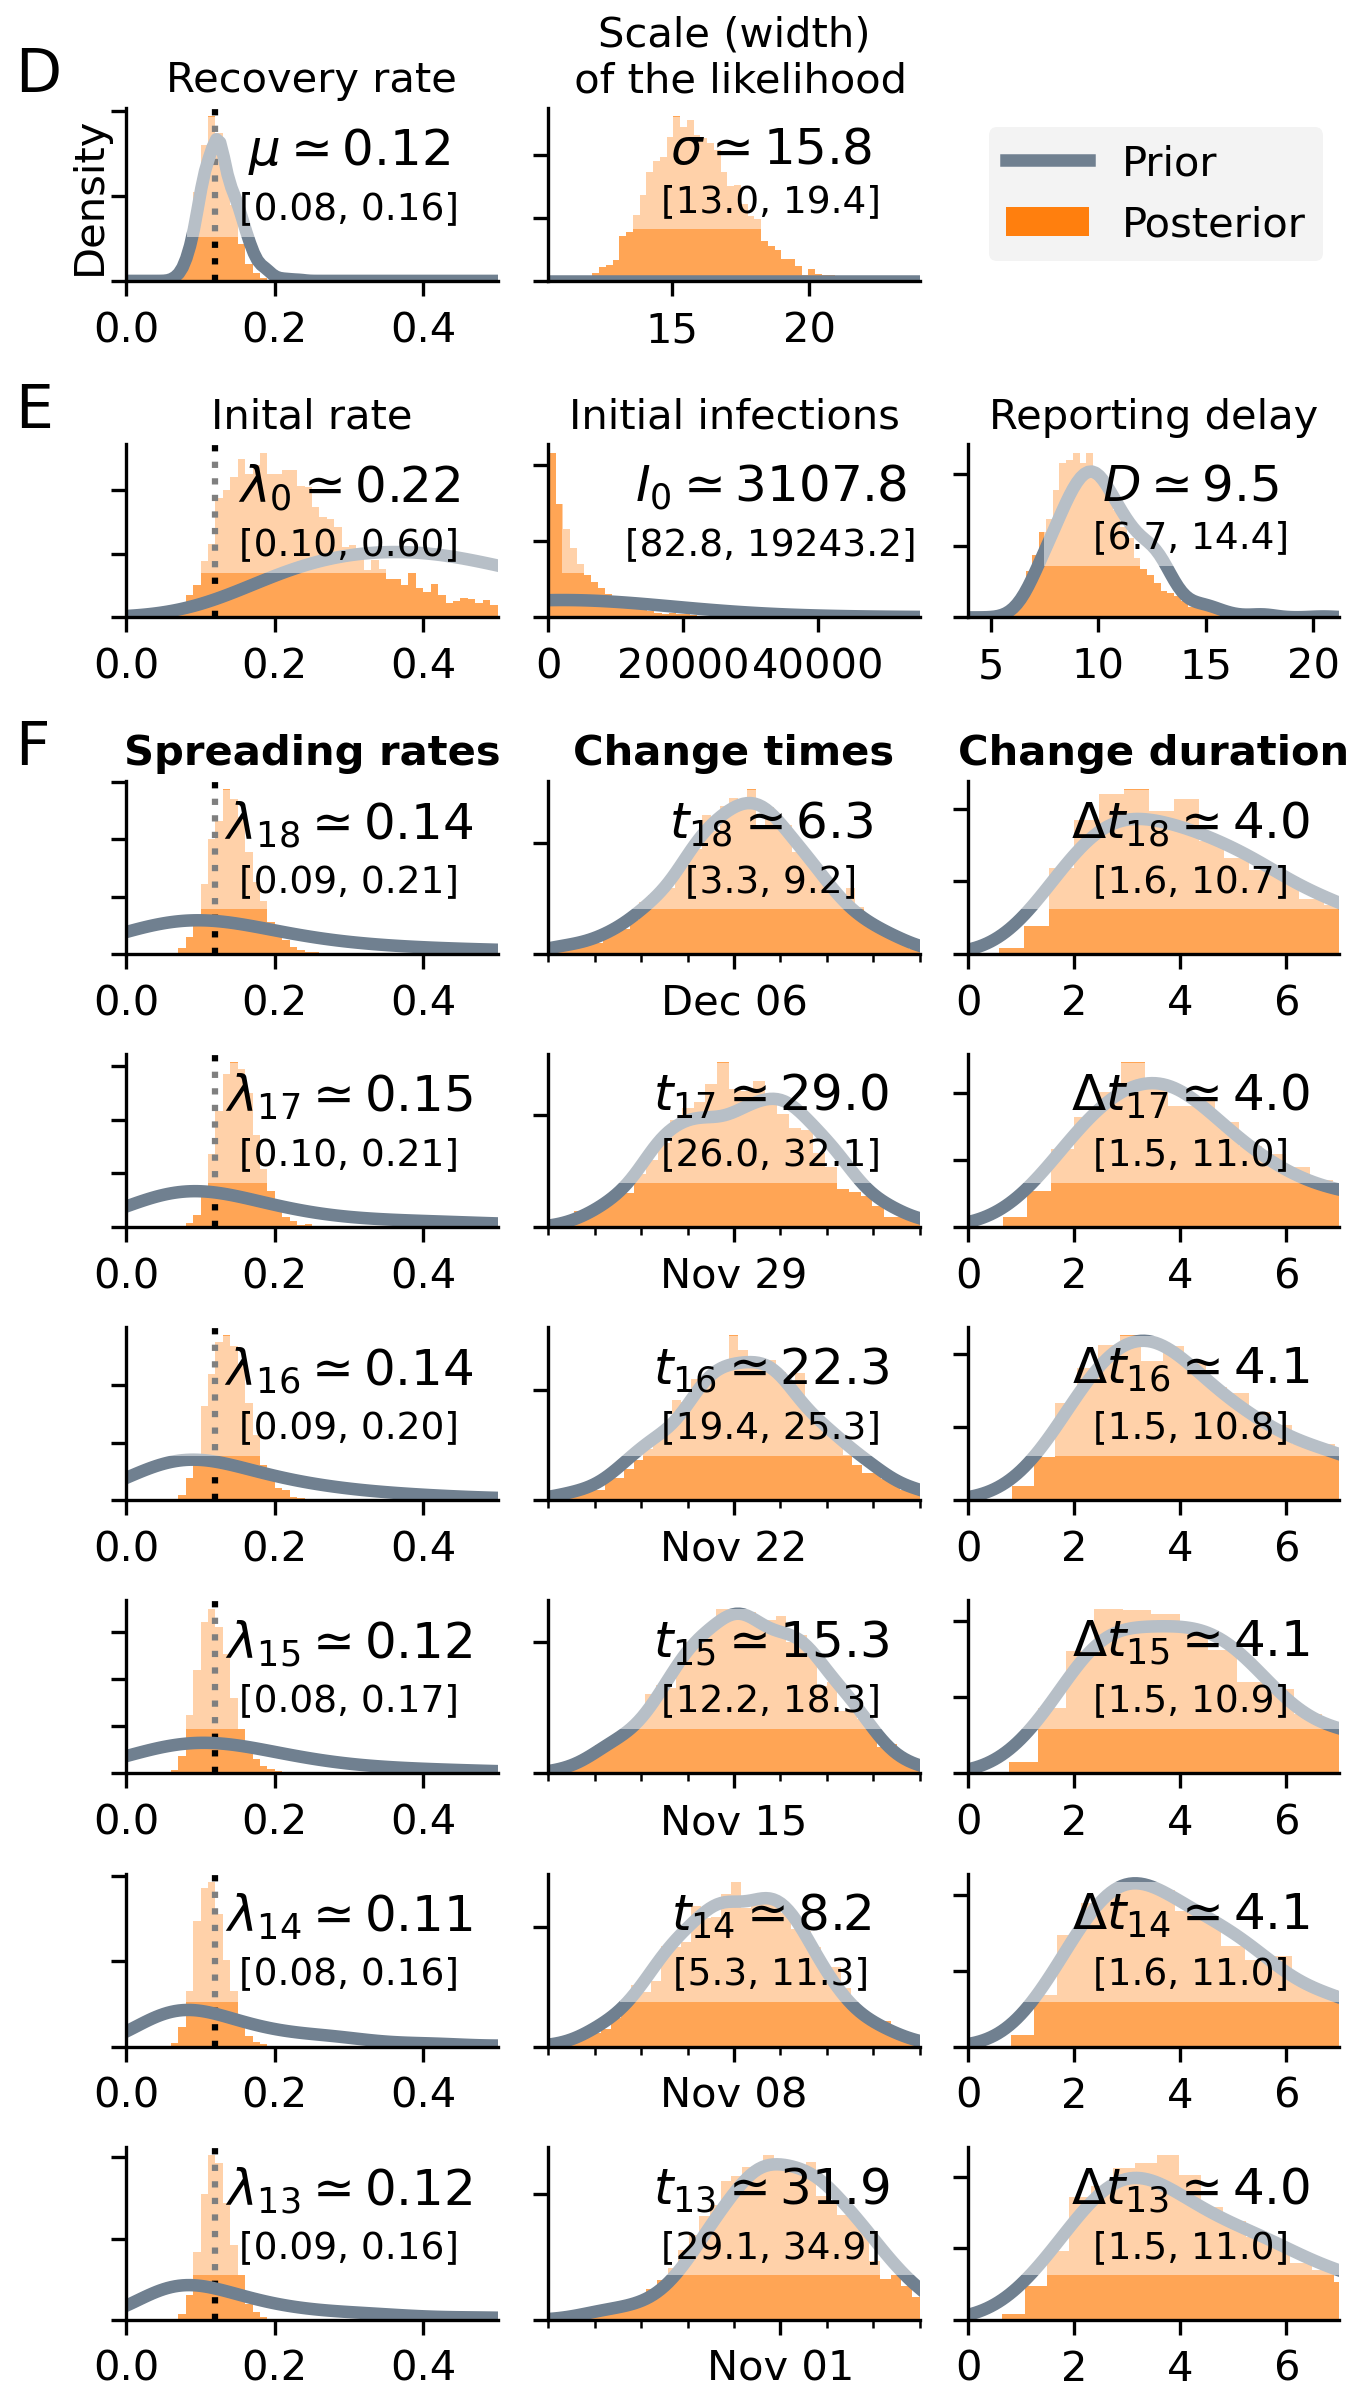 D
Recovery rate
Scale (width)
of the likelihood
Density
μ ≃ 0.12
[0.08, 0.16]
σ ≃ 15.8
[13.0, 19.4]
Prior
Posterior
0.0 0.2 0.4
15 20
E
Inital rate
Initial infections
Reporting delay
λ0 ≃ 0.22
[0.10, 0.60]
I0 ≃ 3107.8
[82.8, 19243.2]
D ≃ 9.5
[6.7, 14.4]
0.0 0.2 0.4
0 20000 40000
5 10 15 20
F
Spreading rates
Change times
Change duration
λ18 ≃ 0.14
[0.09, 0.21]
t18 ≃ 6.3
[3.3, 9.2]
Δt18 ≃ 4.0
[1.6, 10.7]
0.0 0.2 0.4
Dec 06
0 2 4 6
λ17 ≃ 0.15
[0.10, 0.21]
t17 ≃ 29.0
[26.0, 32.1]
Δt17 ≃ 4.0
[1.5, 11.0]
0.0 0.2 0.4
Nov 29
0 2 4 6
λ16 ≃ 0.14
[0.09, 0.20]
t16 ≃ 22.3
[19.4, 25.3]
Δt16 ≃ 4.1
[1.5, 10.8]
0.0 0.2 0.4
Nov 22
0 2 4 6
λ15 ≃ 0.12
[0.08, 0.17]
t15 ≃ 15.3
[12.2, 18.3]
Δt15 ≃ 4.1
[1.5, 10.9]
0.0 0.2 0.4
Nov 15
0 2 4 6
λ14 ≃ 0.11
[0.08, 0.16]
t14 ≃ 8.2
[5.3, 11.3]
Δt14 ≃ 4.1
[1.6, 11.0]
0.0 0.2 0.4
Nov 08
0 2 4 6
λ13 ≃ 0.12
[0.09, 0.16]
t13 ≃ 31.9
[29.1, 34.9]
Δt13 ≃ 4.0
[1.5, 11.0]
0.0 0.2 0.4
Nov 01
0 2 4 6